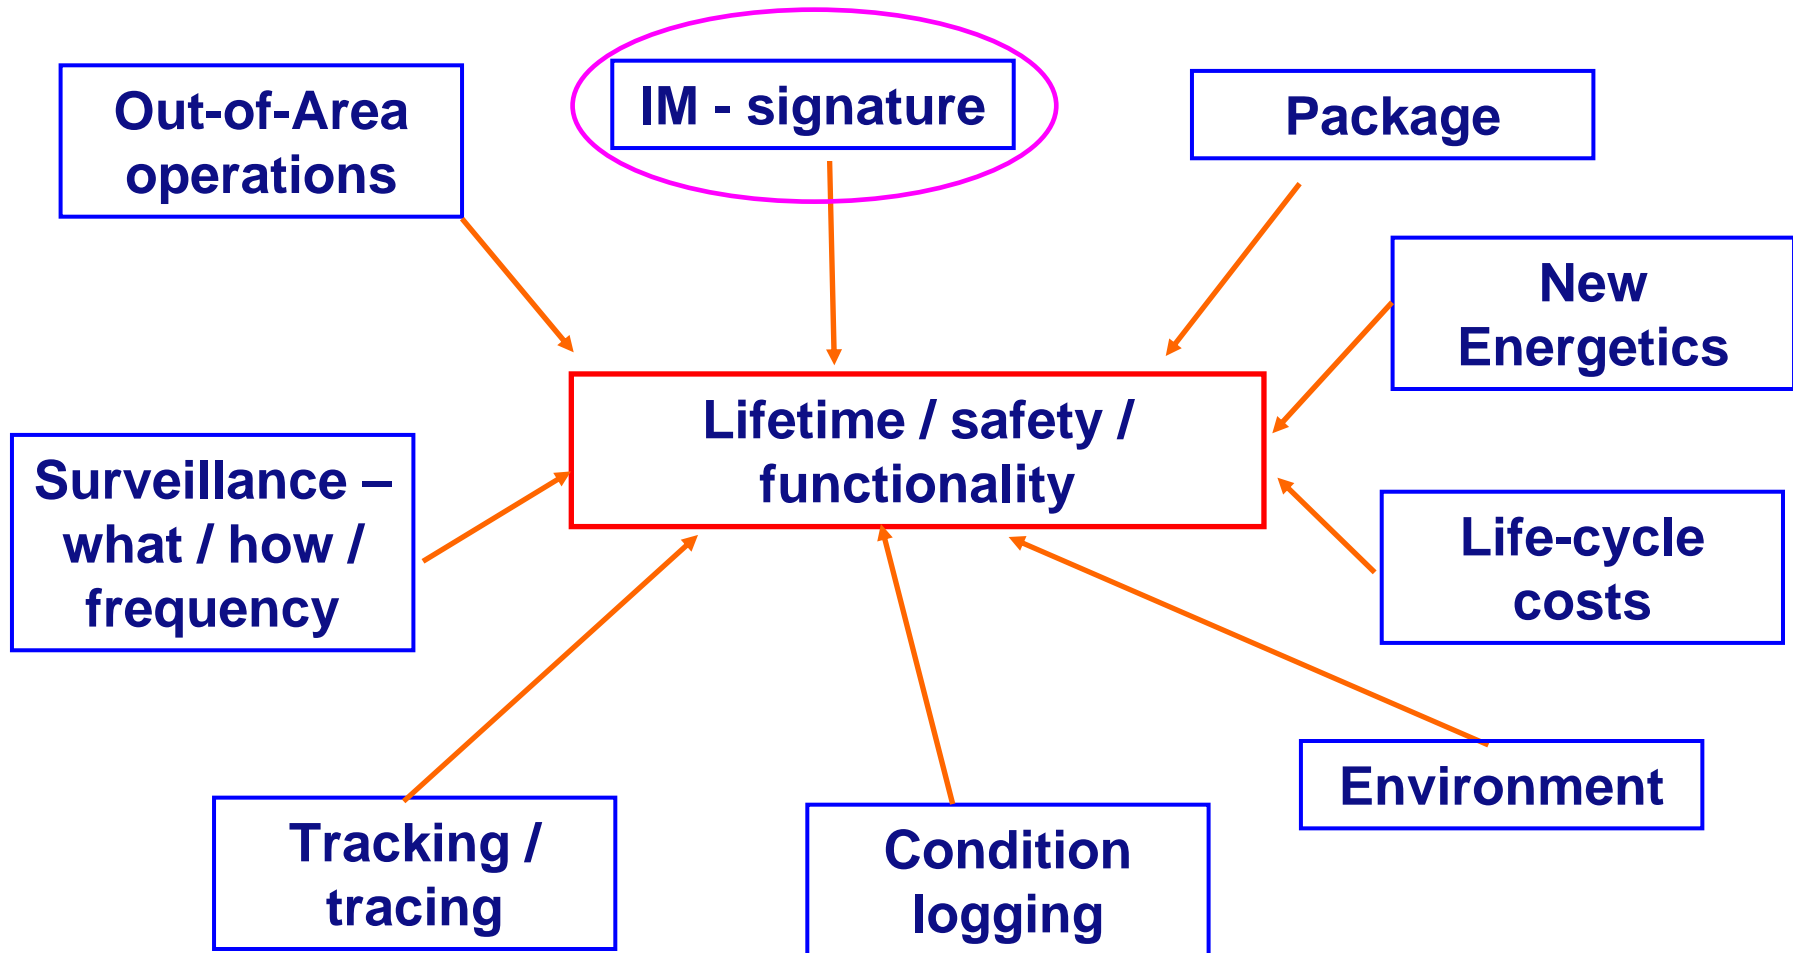 Out-of-Area
operations
IM - signature
Package
New
Energetics
Lifetime / safety /
functionality
Surveillance –
what / how /
frequency
Life-cycle
costs
Environment
Tracking /
tracing
Condition
logging